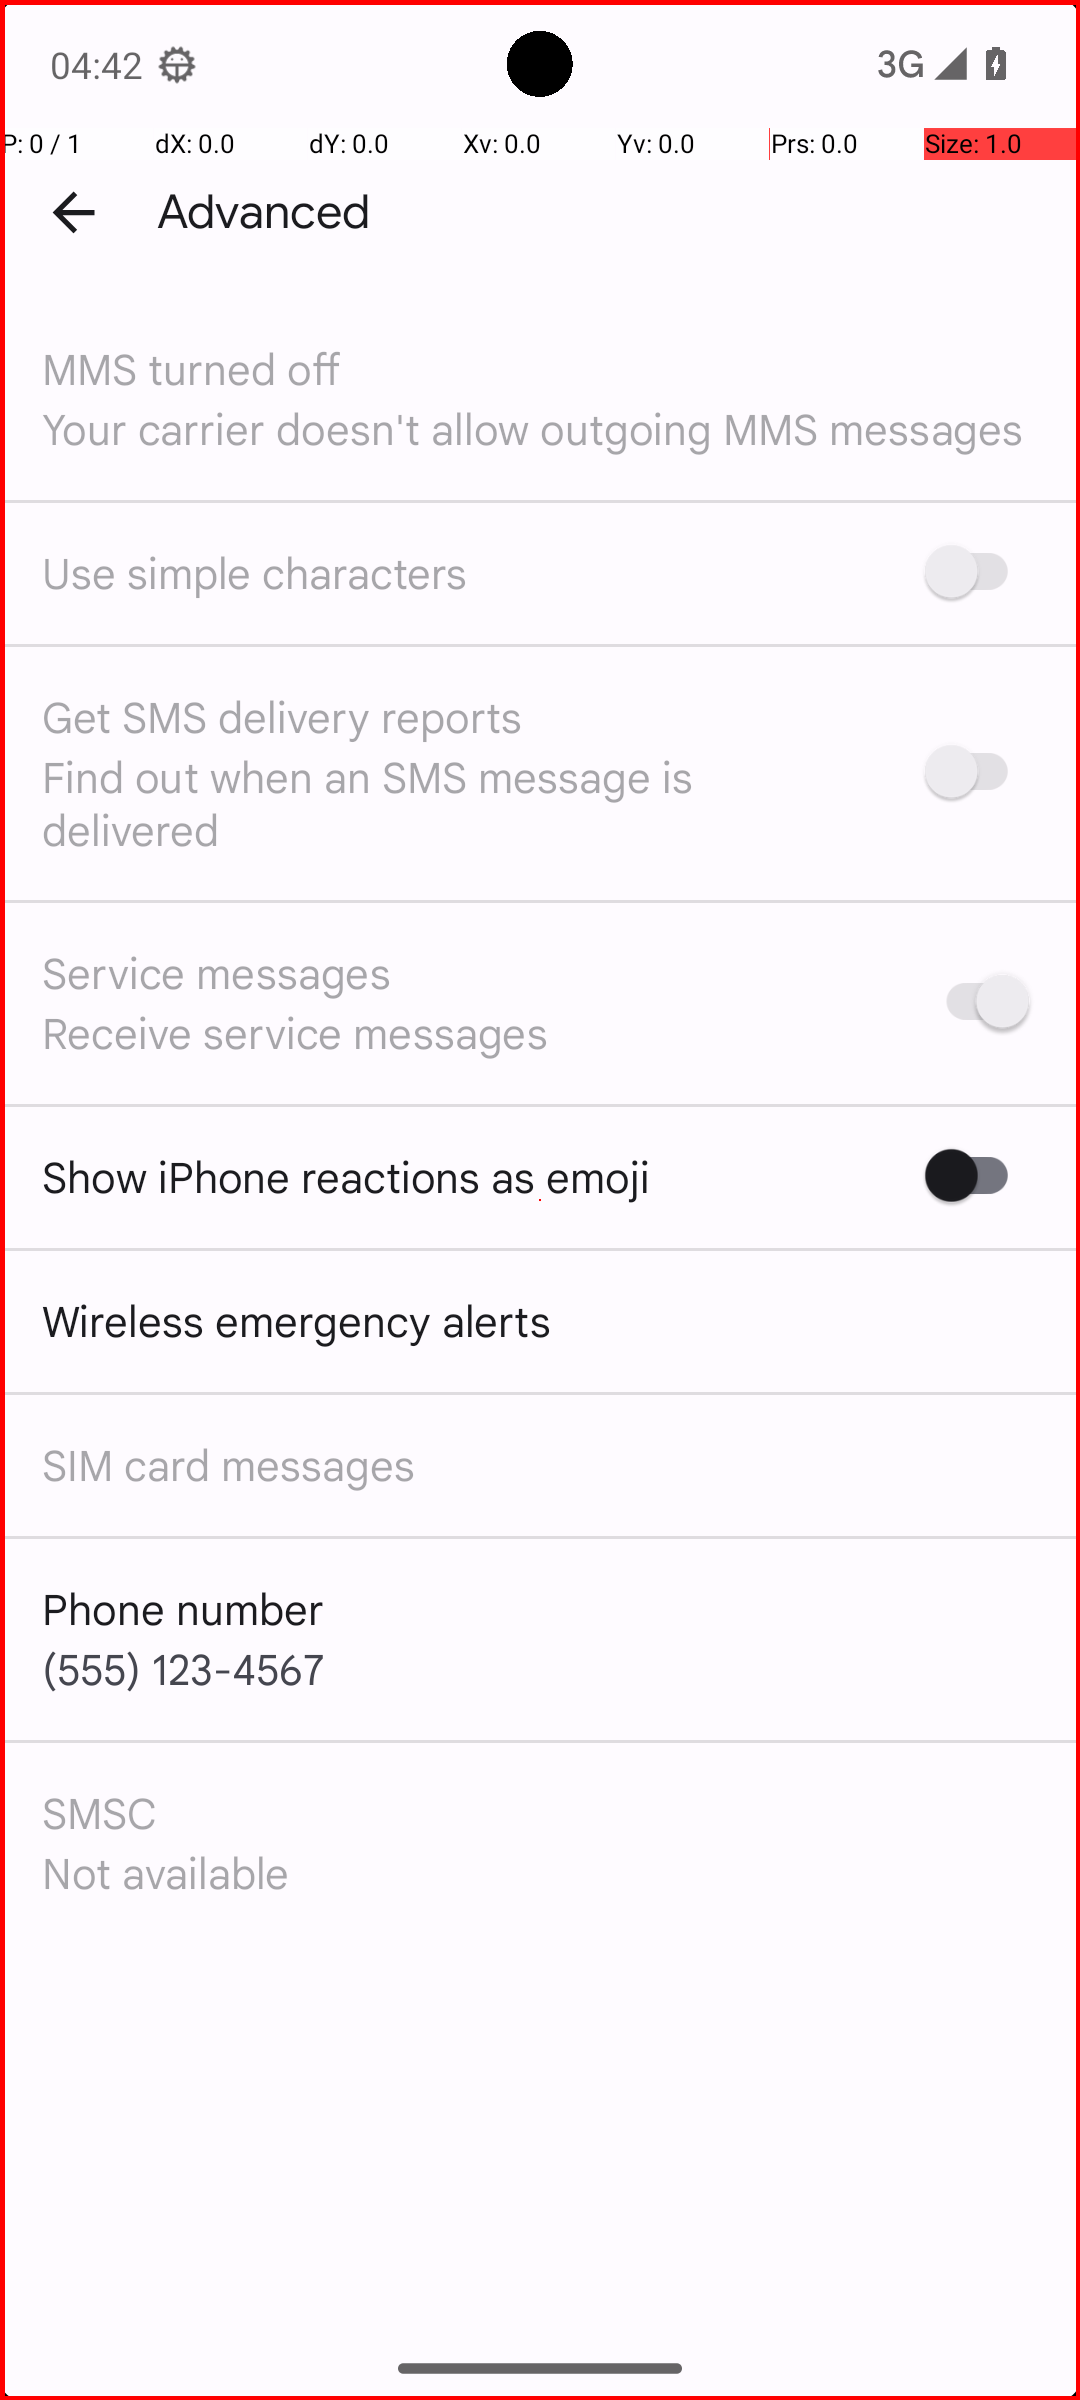 04:42
3G
P: 0 / 1 dX: 0.0 dY: 0.0 Xv: 0.0 Yv: 0.0 Prs: 0.0 Size: 1.0
Advanced
MMS turned off
Your carrier doesn't allow outgoing MMS messages
Use simple characters
Get SMS delivery reports
Find out when an SMS message is
delivered
Service messages
Receive service messages
Show iPhone reactions as emoji
Wireless emergency alerts
SIM card messages
Phone number
(555) 123-4567
SMSC
Not available